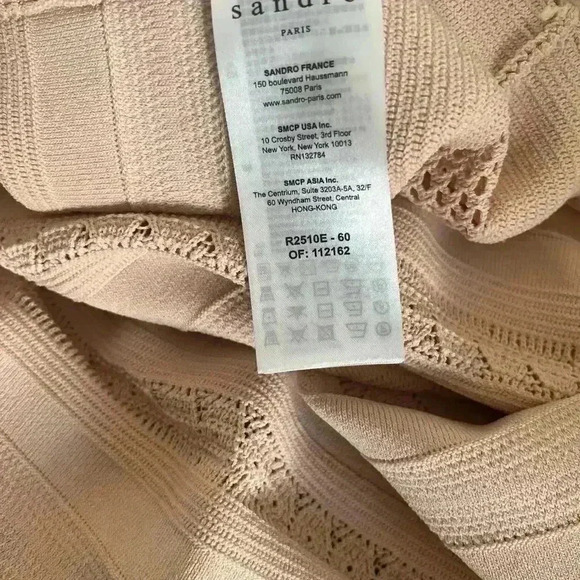 sandro
PARIS
SANDRO FRANCE
150 boulevard Haussmann
75008 Paris
www.sandro-paris.com
SMCP USA Inc.
10 Crosby Street, 3rd Floor
New York, New York 10013
RN132784
SMCP ASIA Inc.
The Centrium, Suite 3203A-5A, 32/F
60 Wyndham Street, Central
HONG-KONG
R2510E - 60
OF: 112162